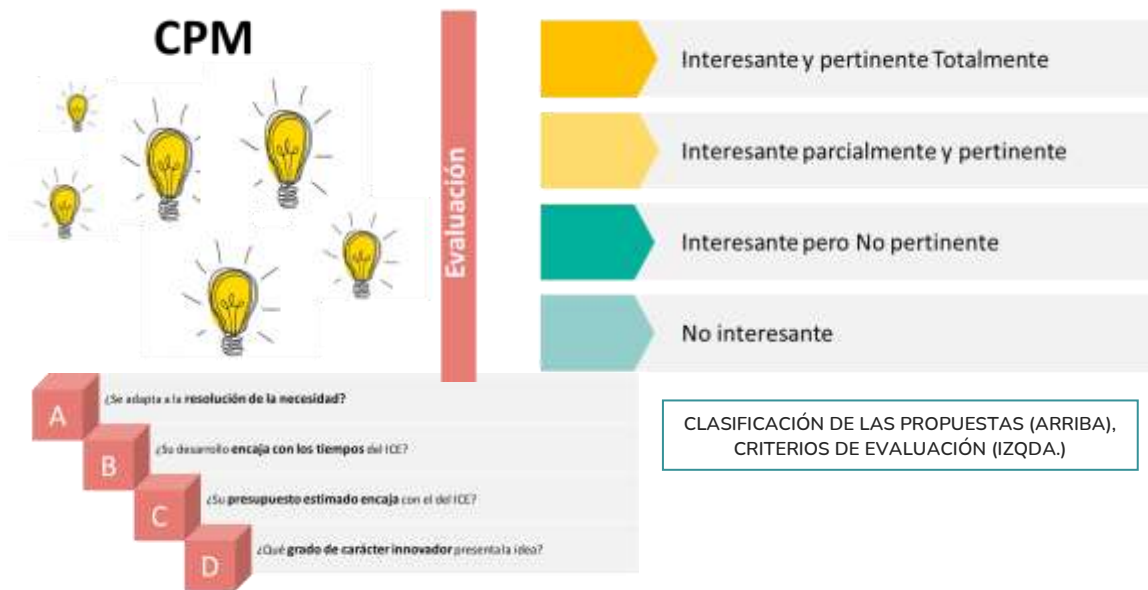 CPM
Evaluación
Interesante y pertinente Totalmente
Interesante parcialmente y pertinente
Interesante pero No pertinente
No interesante
A
¿Se adapta a la resolución de la necesidad?
B
¿Su desarrollo encaja con los tiempos del ICE?
C
¿Su presupuesto estimado encaja con el del ICE?
D
¿Qué grado de carácter innovador presenta la idea?
CLASIFICACIÓN DE LAS PROPUESTAS (ARRIBA),
CRITERIOS DE EVALUACIÓN (IZQDA.)